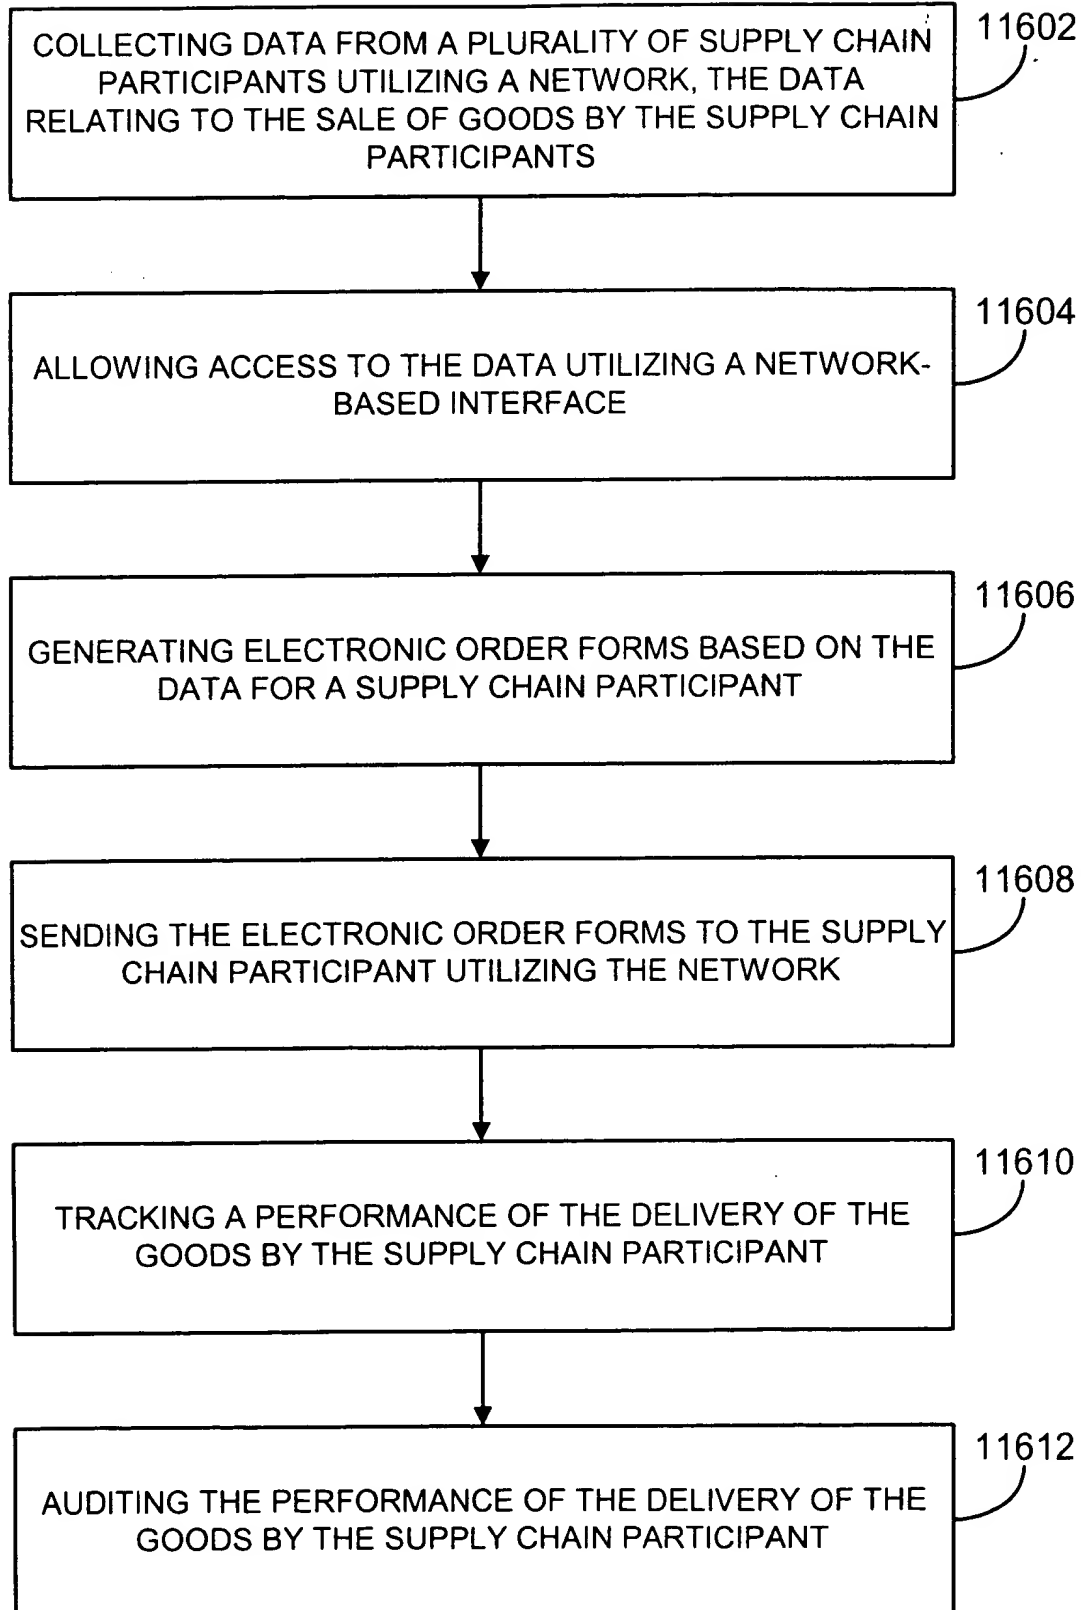 11602
COLLECTING DATA FROM A PLURALITY OF SUPPLY CHAIN
PARTICIPANTS UTILIZING A NETWORK, THE DATA
RELATING TO THE SALE OF GOODS BY THE SUPPLY CHAIN
PARTICIPANTS
11604
ALLOWING ACCESS TO THE DATA UTILIZING A NETWORK-
BASED INTERFACE
11606
GENERATING ELECTRONIC ORDER FORMS BASED ON THE
DATA FOR A SUPPLY CHAIN PARTICIPANT
11608
SENDING THE ELECTRONIC ORDER FORMS TO THE SUPPLY
CHAIN PARTICIPANT UTILIZING THE NETWORK
11610
TRACKING A PERFORMANCE OF THE DELIVERY OF THE
GOODS BY THE SUPPLY CHAIN PARTICIPANT
11612
AUDITING THE PERFORMANCE OF THE DELIVERY OF THE
GOODS BY THE SUPPLY CHAIN PARTICIPANT